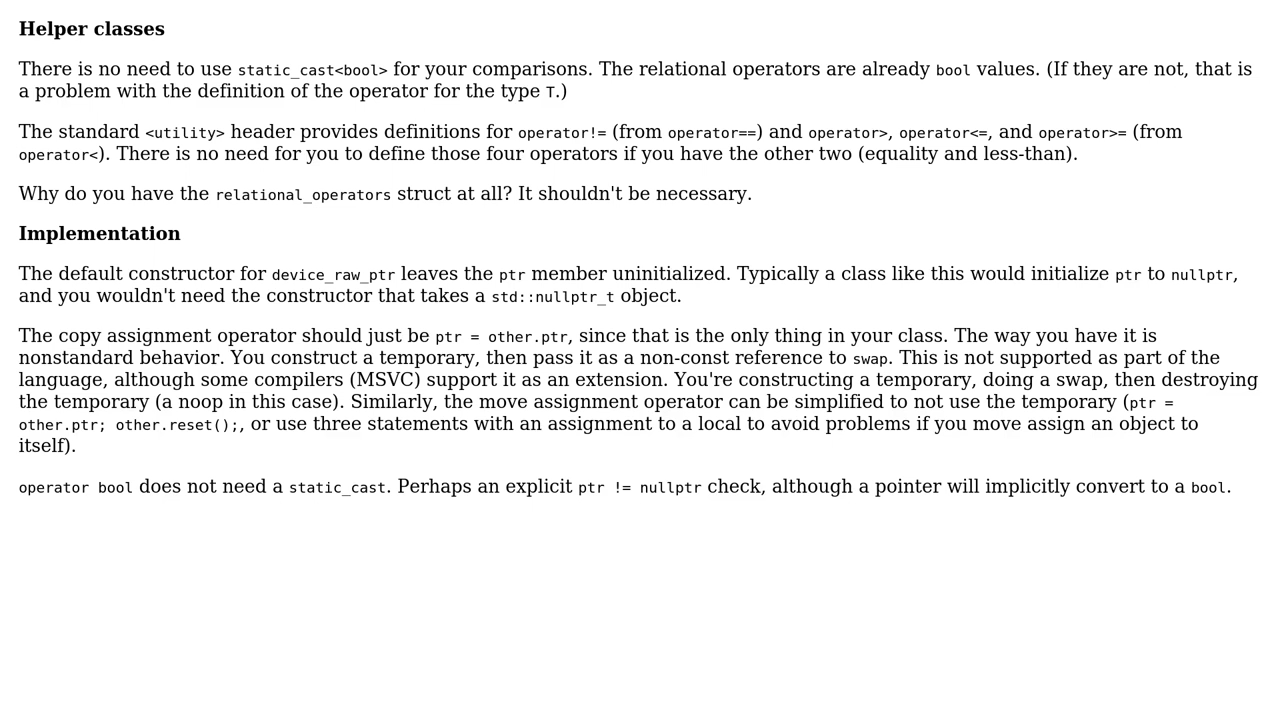 Helper classes
There is no need to use static_cast<bool> for your comparisons. The relational operators are already bool values. (If they are not, that is
a problem with the definition of the operator for the type T.)
The standard <utility> header provides definitions for operator!= (from operator==) and operator>, operator<=, and operator>= (from
operator<). There is no need for you to define those four operators if you have the other two (equality and less-than).
Why do you have the relational_operators struct at all? It shouldn't be necessary.
Implementation
The default constructor for device_raw_ptr leaves the ptr member uninitialized. Typically a class like this would initialize ptr to nullptr,
and you wouldn't need the constructor that takes a std::nullptr_t object.
The copy assignment operator should just be ptr = other.ptr, since that is the only thing in your class. The way you have it is
nonstandard behavior. You construct a temporary, then pass it as a non-const reference to swap. This is not supported as part of the
language, although some compilers (MSVC) support it as an extension. You're constructing a temporary, doing a swap, then destroying
the temporary (a noop in this case). Similarly, the move assignment operator can be simplified to not use the temporary (ptr =
other.ptr; other.reset();, or use three statements with an assignment to a local to avoid problems if you move assign an object to
itself).
operator bool does not need a static_cast. Perhaps an explicit ptr != nullptr check, although a pointer will implicitly convert to a bool.